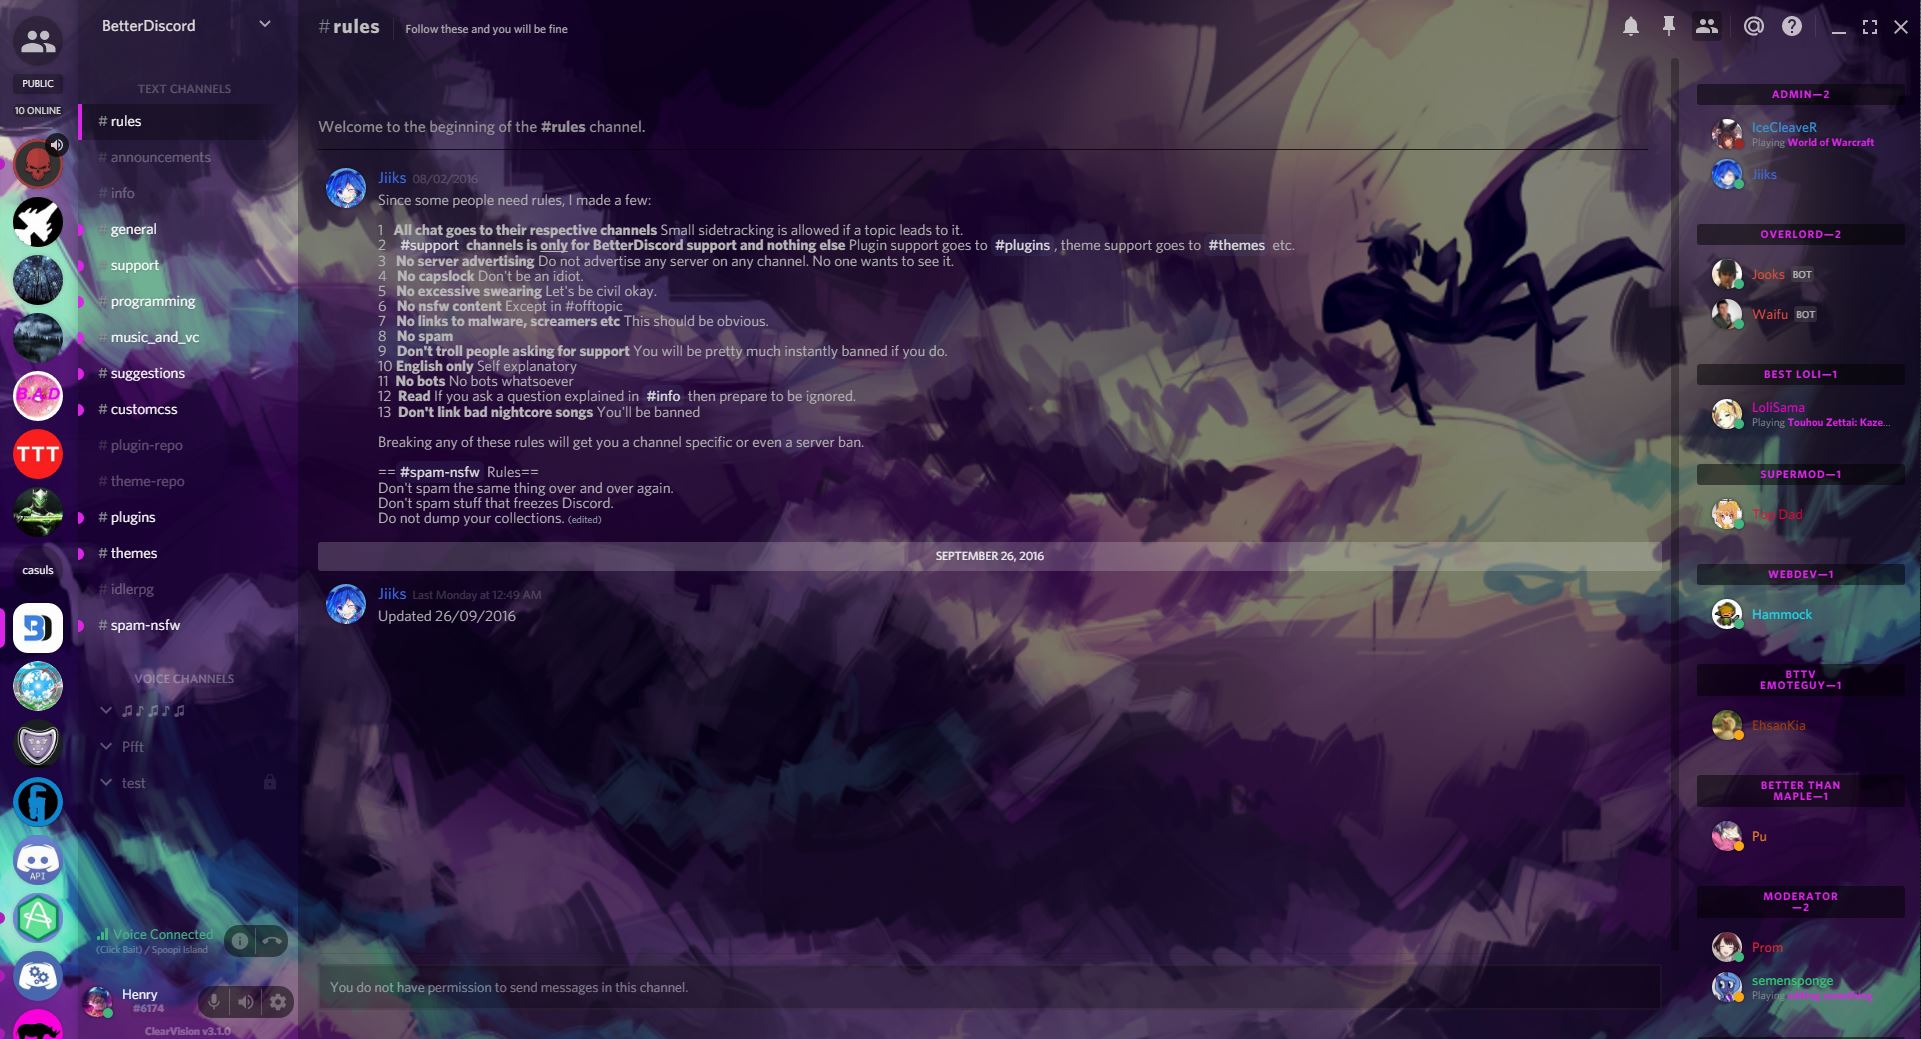 BetterDiscord
#rules
Follow these and you will be fine
PUBLIC
10 ONLINE
B.A.D
TTT
casuls
API
TEXT CHANNELS
# rules
# announcements
# info
# general
# support
# programming
# music_and_vc
# suggestions
# customcss
# plugin-repo
# theme-repo
# plugins
# themes
# idlerpg
# spam-nsfw
VOICE CHANNELS
♫♪♫♪♫
Pfft
test
Voice Connected
(Click Bait) / Spoopi Island
Henry
#6174
ClearVision v3.1.0
Welcome to the beginning of the #rules channel.
Jiiks 08/02/2016
Since some people need rules, I made a few:
1 All chat goes to their respective channels Small sidetracking is allowed if a topic leads to it.
2 #support channels is only for BetterDiscord support and nothing else Plugin support goes to #plugins , theme support goes to #themes etc.
3 No server advertising Do not advertise any server on any channel. No one wants to see it.
4 No capslock Don't be an idiot.
5 No excessive swearing Let's be civil okay.
6 No nsfw content Except in #offtopic
7 No links to malware, screamers etc This should be obvious.
8 No spam
9 Don't troll people asking for support You will be pretty much instantly banned if you do.
10 English only Self explanatory
11 No bots No bots whatsoever
12 Read If you ask a question explained in #info then prepare to be ignored.
13 Don't link bad nightcore songs You'll be banned
Breaking any of these rules will get you a channel specific or even a server ban.
== #spam-nsfw Rules==
Don't spam the same thing over and over again.
Don't spam stuff that freezes Discord.
Do not dump your collections. (edited)
SEPTEMBER 26, 2016
Jiiks Last Monday at 12:49 AM
Updated 26/09/2016
You do not have permission to send messages in this channel.
ADMIN—2
IceCleaveR
Playing World of Warcraft
Jiiks
OVERLORD—2
Jooks BOT
Waifu BOT
BEST LOLI—1
LoliSama
Playing Touhou Zettai: Kaze...
SUPERMOD—1
Top Dad
WEBDEV—1
Hammock
BTTV
EMOTEGUY—1
EhsanKia
BETTER THAN
MAPLE—1
Pu
MODERATOR
—2
Prom
semensponge
Playing